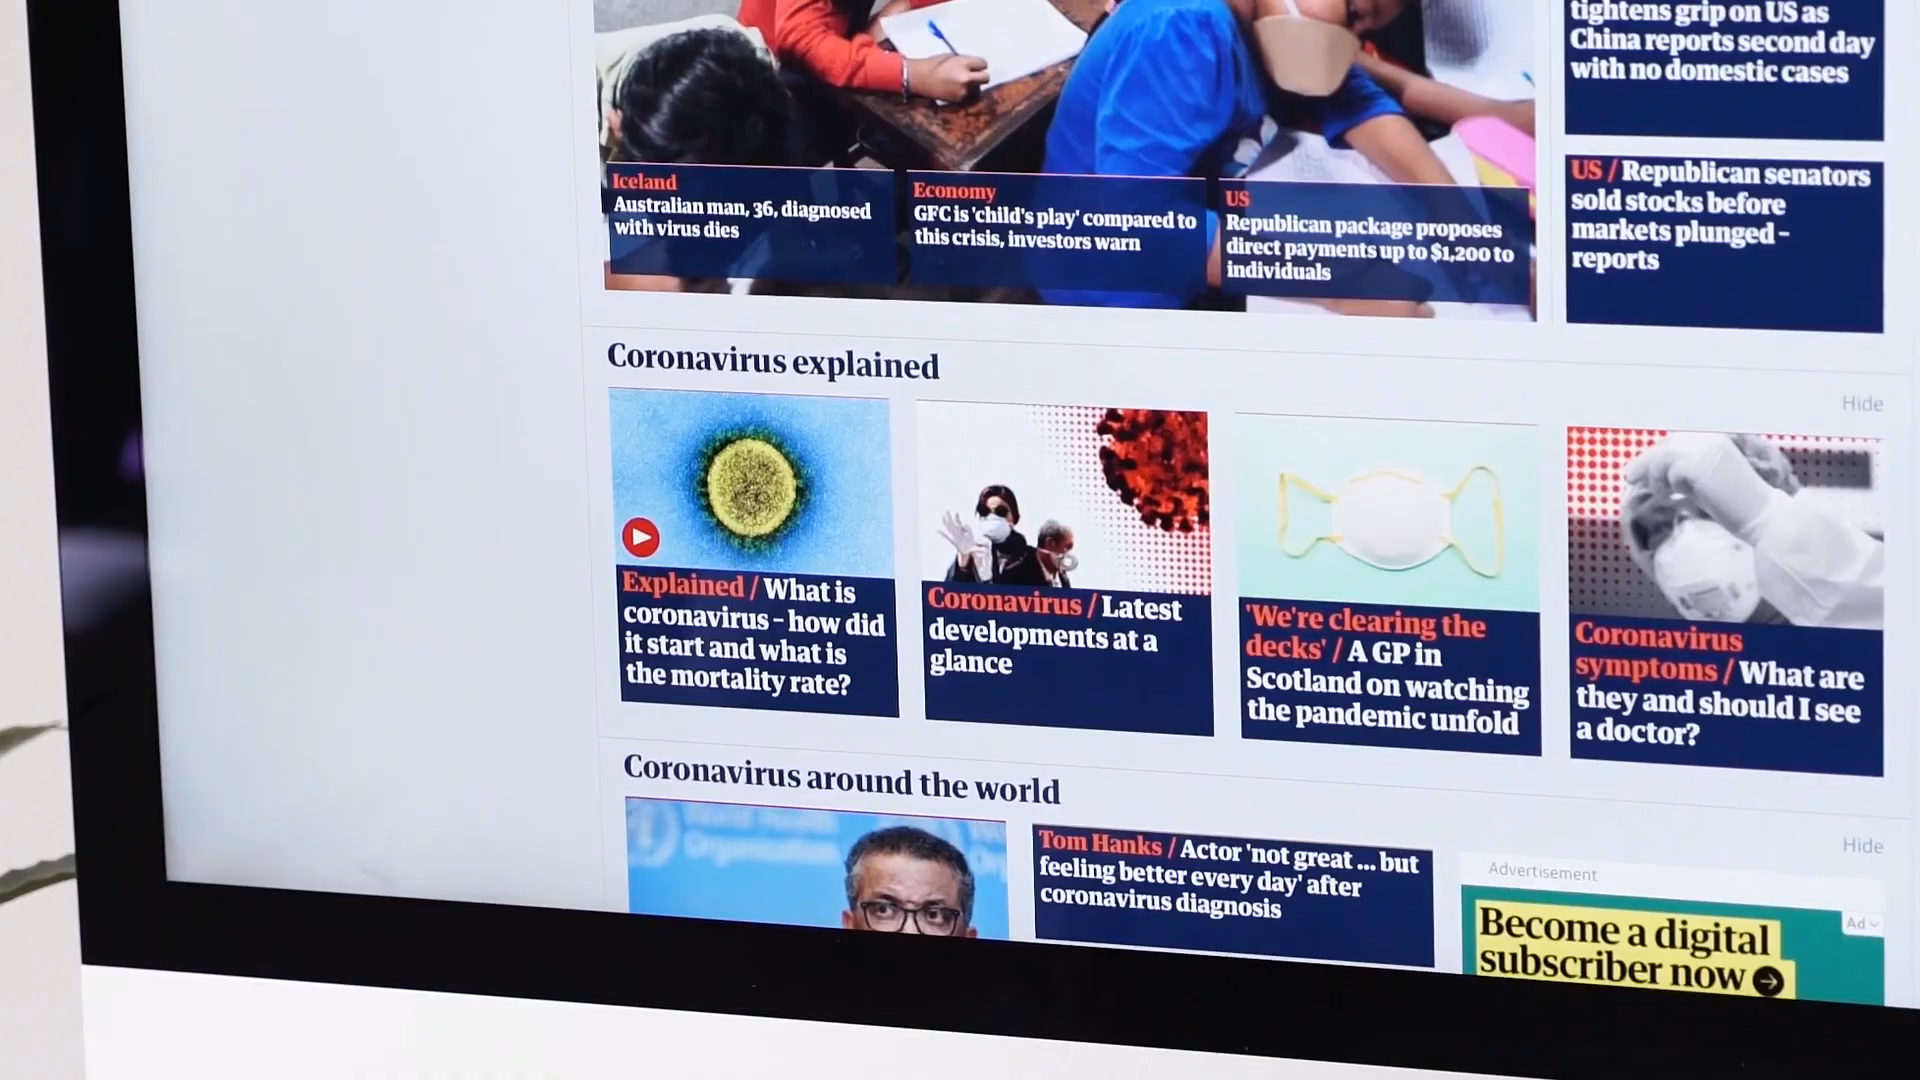 tightens grip on US as
China reports second day
with no domestic cases
Iceland
Australian man, 36, diagnosed
with virus dies
Economy
GFC is 'child's play' compared to
this crisis, investors warn
US
Republican package proposes
direct payments up to $1,200 to
individuals
US / Republican senators
sold stocks before
markets plunged –
reports
Coronavirus explained
Hide
Explained / What is
coronavirus – how did
it start and what is
the mortality rate?
Coronavirus / Latest
developments at a
glance
'We're clearing the
decks' / A GP in
Scotland on watching
the pandemic unfold
Coronavirus
symptoms / What are
they and should I see
a doctor?
Coronavirus around the world
Hide
World Health
Organization
Tom Hanks / Actor 'not great ... but
feeling better every day' after
coronavirus diagnosis
Advertisement
Ad
Become a digital
subscriber now